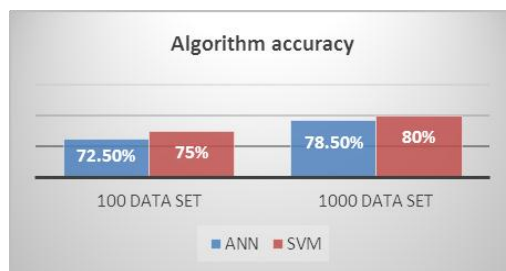 Algorithm accuracy
72.50% 75% 78.50% 80%
100 DATA SET 1000 DATA SET
ANN SVM